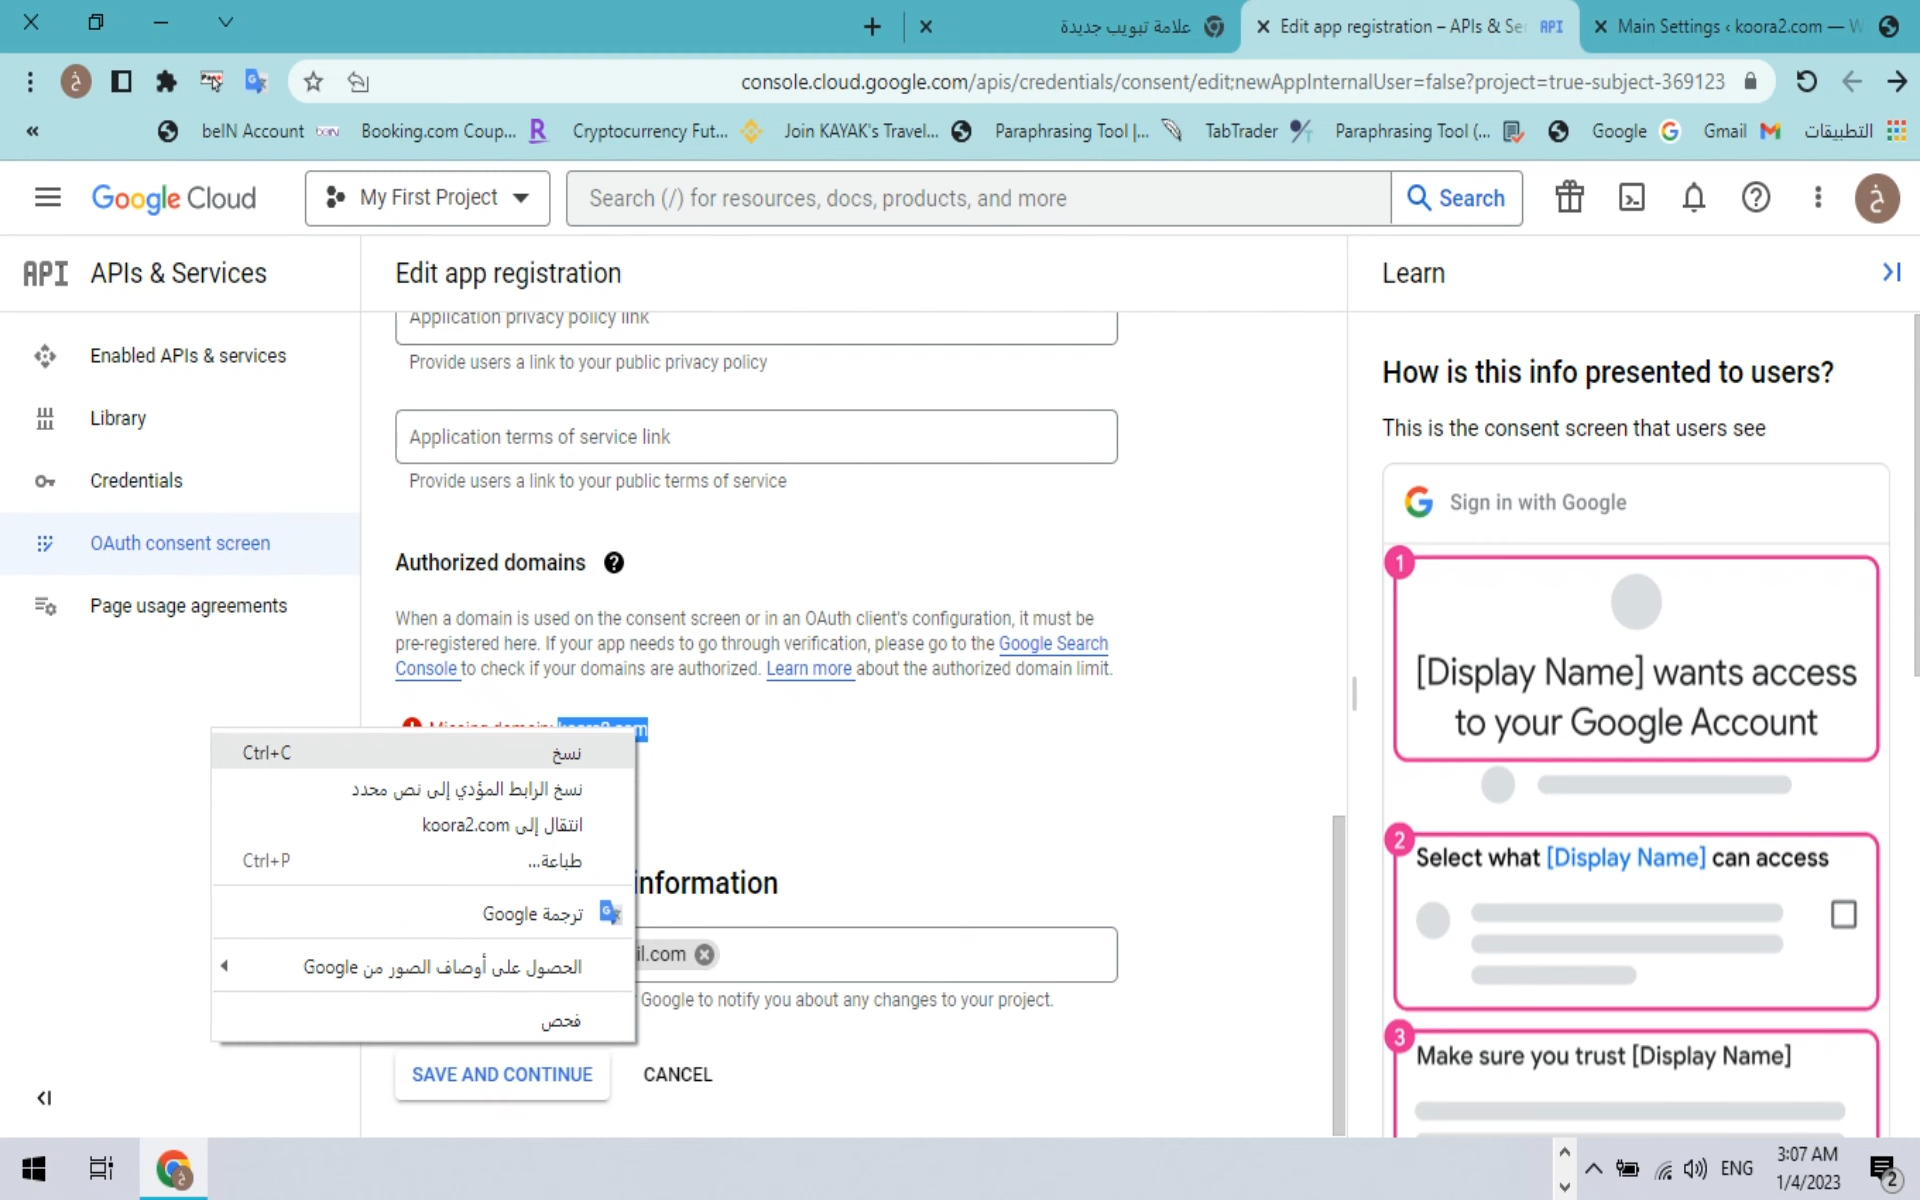 علامة تبويب جديدة
Edit app registration – APIs & Se
API
Main Settings ‹ koora2.com — W
خ
console.cloud.google.com/apis/credentials/consent/edit;newAppInternalUser=false?project=true-subject-369123
«
beIN Account
Booking.com Coup...
Cryptocurrency Fut...
Join KAYAK's Travel...
Paraphrasing Tool |...
TabTrader
Paraphrasing Tool (...
Google
Gmail
التطبيقات
Google Cloud
My First Project
Search (/) for resources, docs, products, and more
Search
خ
API APIs & Services
Enabled APIs & services
Library
Credentials
OAuth consent screen
Page usage agreements
Edit app registration
Application privacy policy link
Provide users a link to your public privacy policy
Application terms of service link
Provide users a link to your public terms of service
Authorized domains
When a domain is used on the consent screen or in an OAuth client's configuration, it must be
pre-registered here. If your app needs to go through verification, please go to the Google Search
Console to check if your domains are authorized. Learn more about the authorized domain limit.
Missing domain: koora2.com
نسخ Ctrl+C
نسخ الرابط المؤدي إلى نص محدد
انتقال إلى koora2.com
طباعة... Ctrl+P
ترجمة Google
الحصول على أوصاف الصور من Google
فحص
information
il.com
Google to notify you about any changes to your project.
SAVE AND CONTINUE
CANCEL
Learn
How is this info presented to users?
This is the consent screen that users see
Sign in with Google
1
[Display Name] wants access
to your Google Account
2
Select what [Display Name] can access
3
Make sure you trust [Display Name]
ENG
3:07 AM
1/4/2023
2